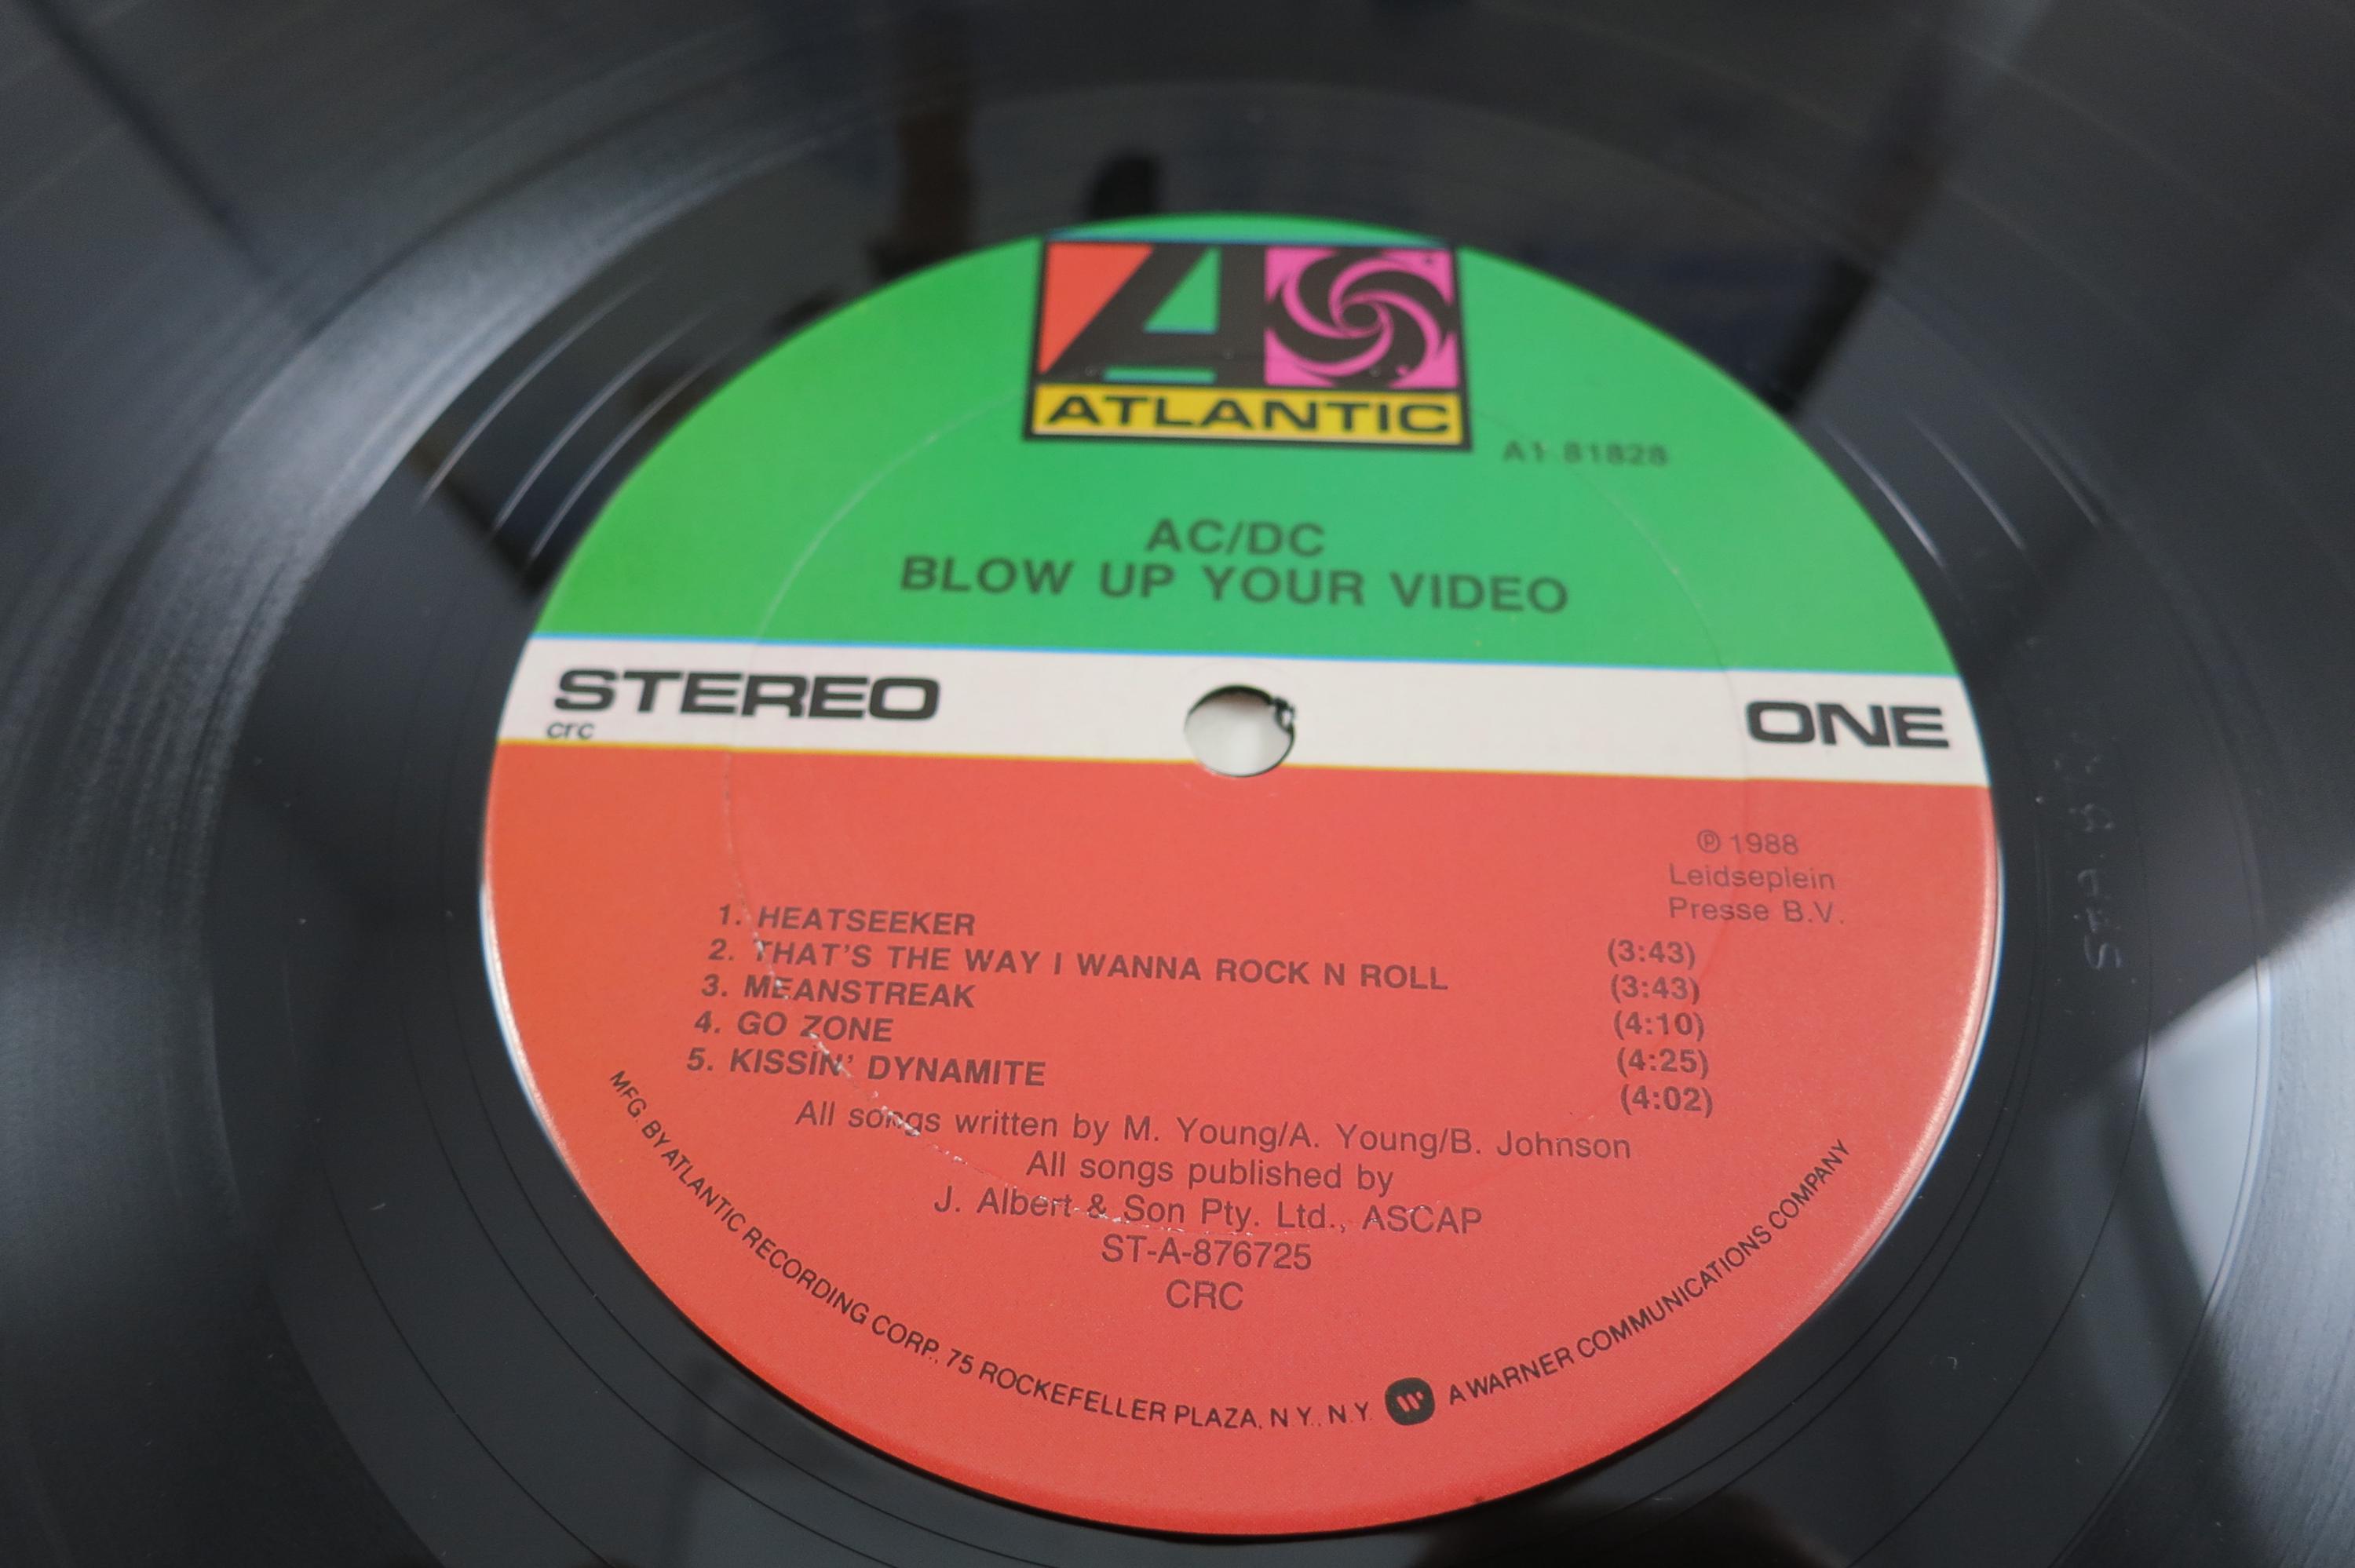 ATLANTIC
A1-81828
AC/DC
BLOW UP YOUR VIDEO
STEREO
ONE
crc
℗ 1988
Leidseplein
Presse B.V.
1. HEATSEEKER (3:43)
2. THAT'S THE WAY I WANNA ROCK N ROLL (3:43)
3. MEANSTREAK (4:10)
4. GO ZONE (4:25)
5. KISSIN' DYNAMITE (4:02)
All songs written by M. Young/A. Young/B. Johnson
All songs published by
J. Albert & Son Pty. Ltd., ASCAP
ST-A-876725
CRC
MFG. BY ATLANTIC RECORDING CORP., 75 ROCKEFELLER PLAZA, N.Y., N.Y. A WARNER COMMUNICATIONS COMPANY